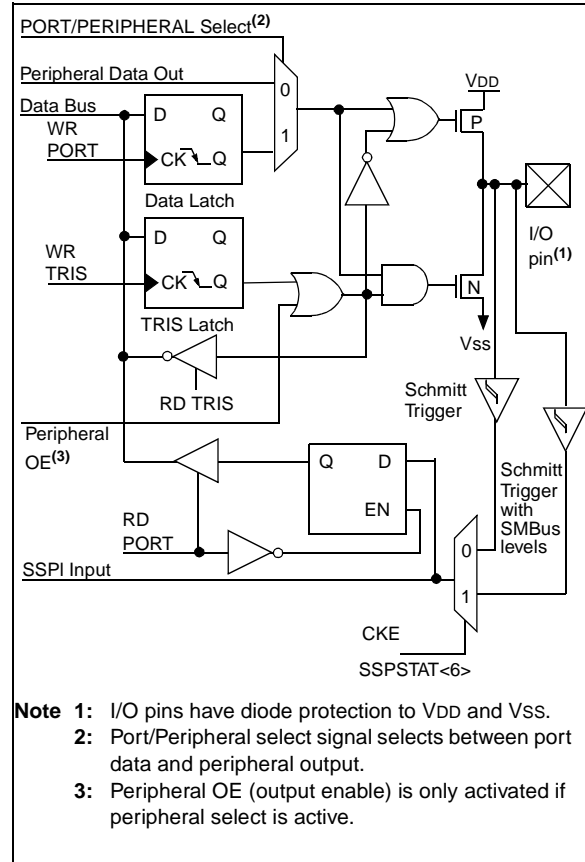 PORT/PERIPHERAL Select(2)
Peripheral Data Out
Data Bus
WR
PORT
D Q
CK Q
Data Latch
0
1
VDD
P
I/O
pin(1)
WR
TRIS
D Q
CK Q
TRIS Latch
N
Vss
RD TRIS
Schmitt
Trigger
Peripheral
OE(3)
Q D
EN
Schmitt
Trigger
with
SMBus
levels
RD
PORT
SSPI Input
0
1
CKE
SSPSTAT<6>
Note 1: I/O pins have diode protection to VDD and VSS.
2: Port/Peripheral select signal selects between port
data and peripheral output.
3: Peripheral OE (output enable) is only activated if
peripheral select is active.